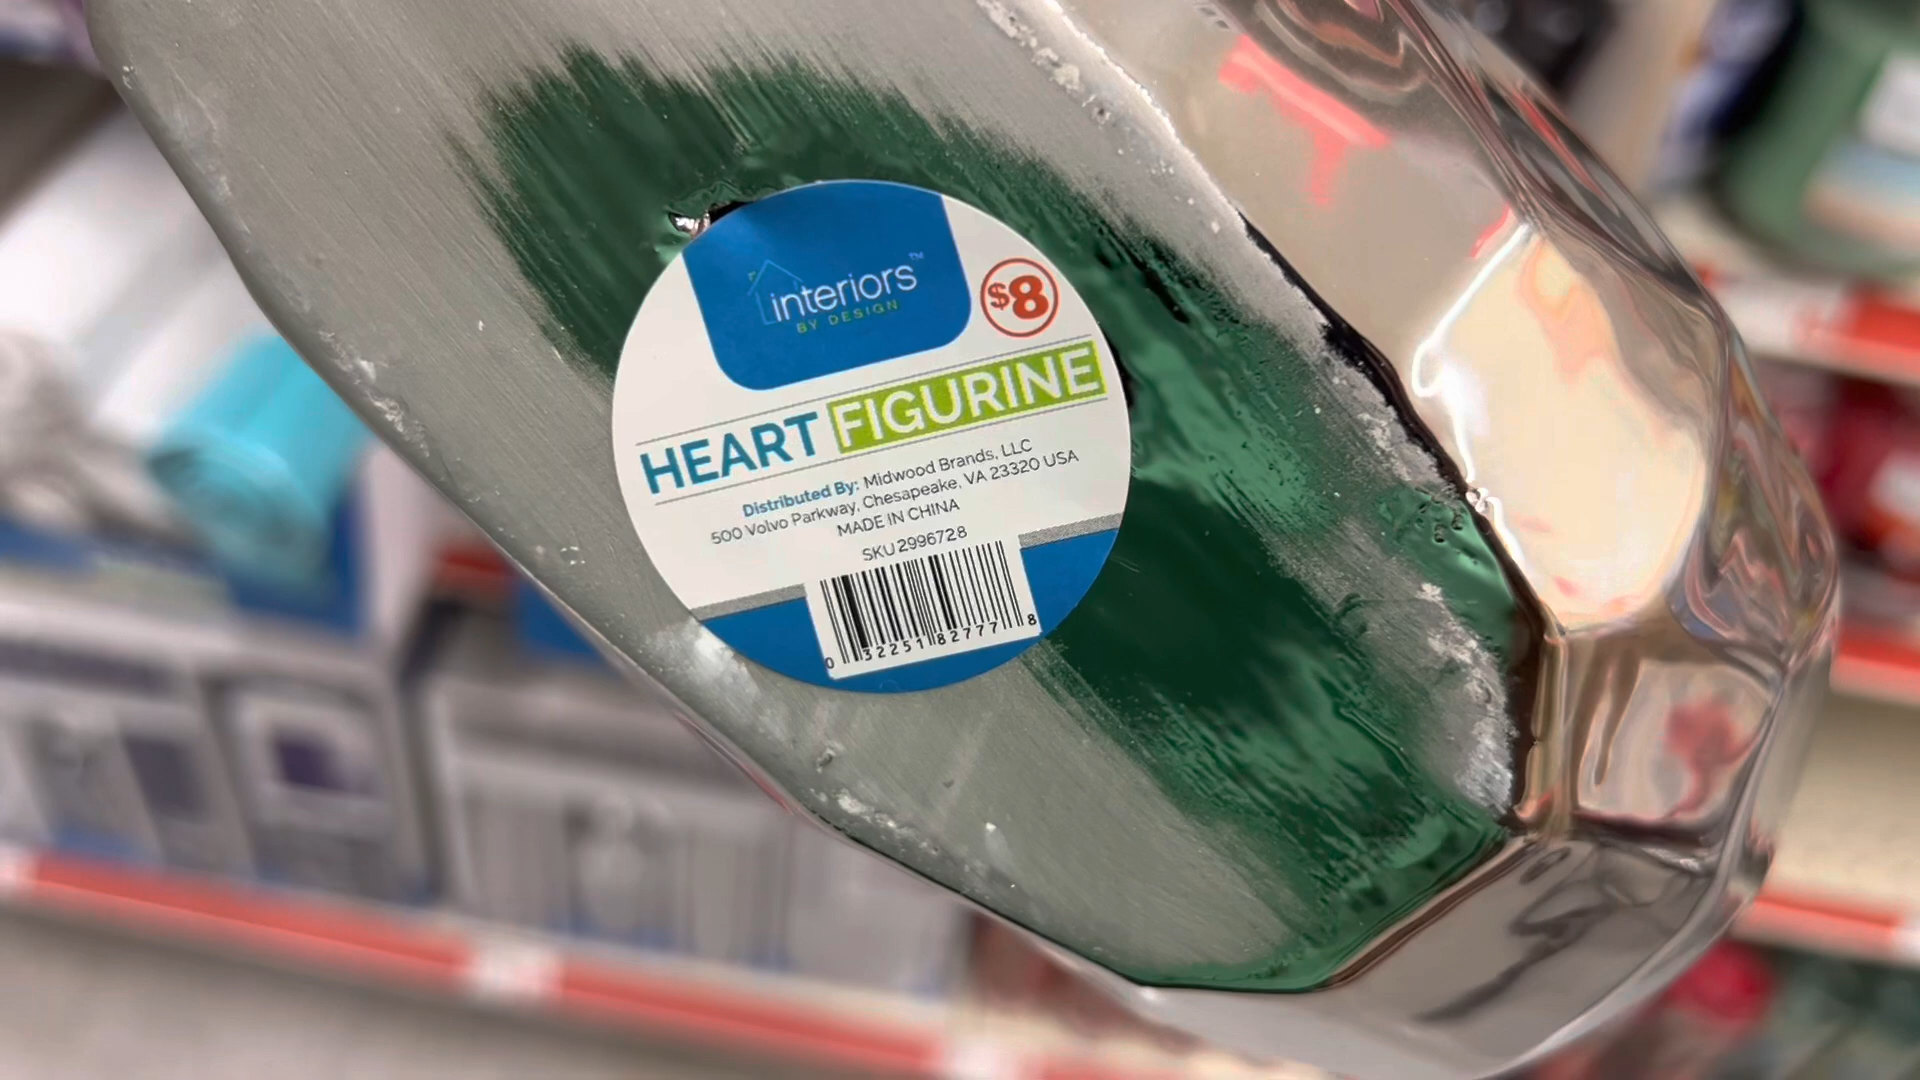 interiors™
BY DESIGN
$8
HEART FIGURINE
Distributed By: Midwood Brands, LLC
500 Volvo Parkway, Chesapeake, VA 23320 USA
MADE IN CHINA
SKU 2996728
0 32251 82777 8